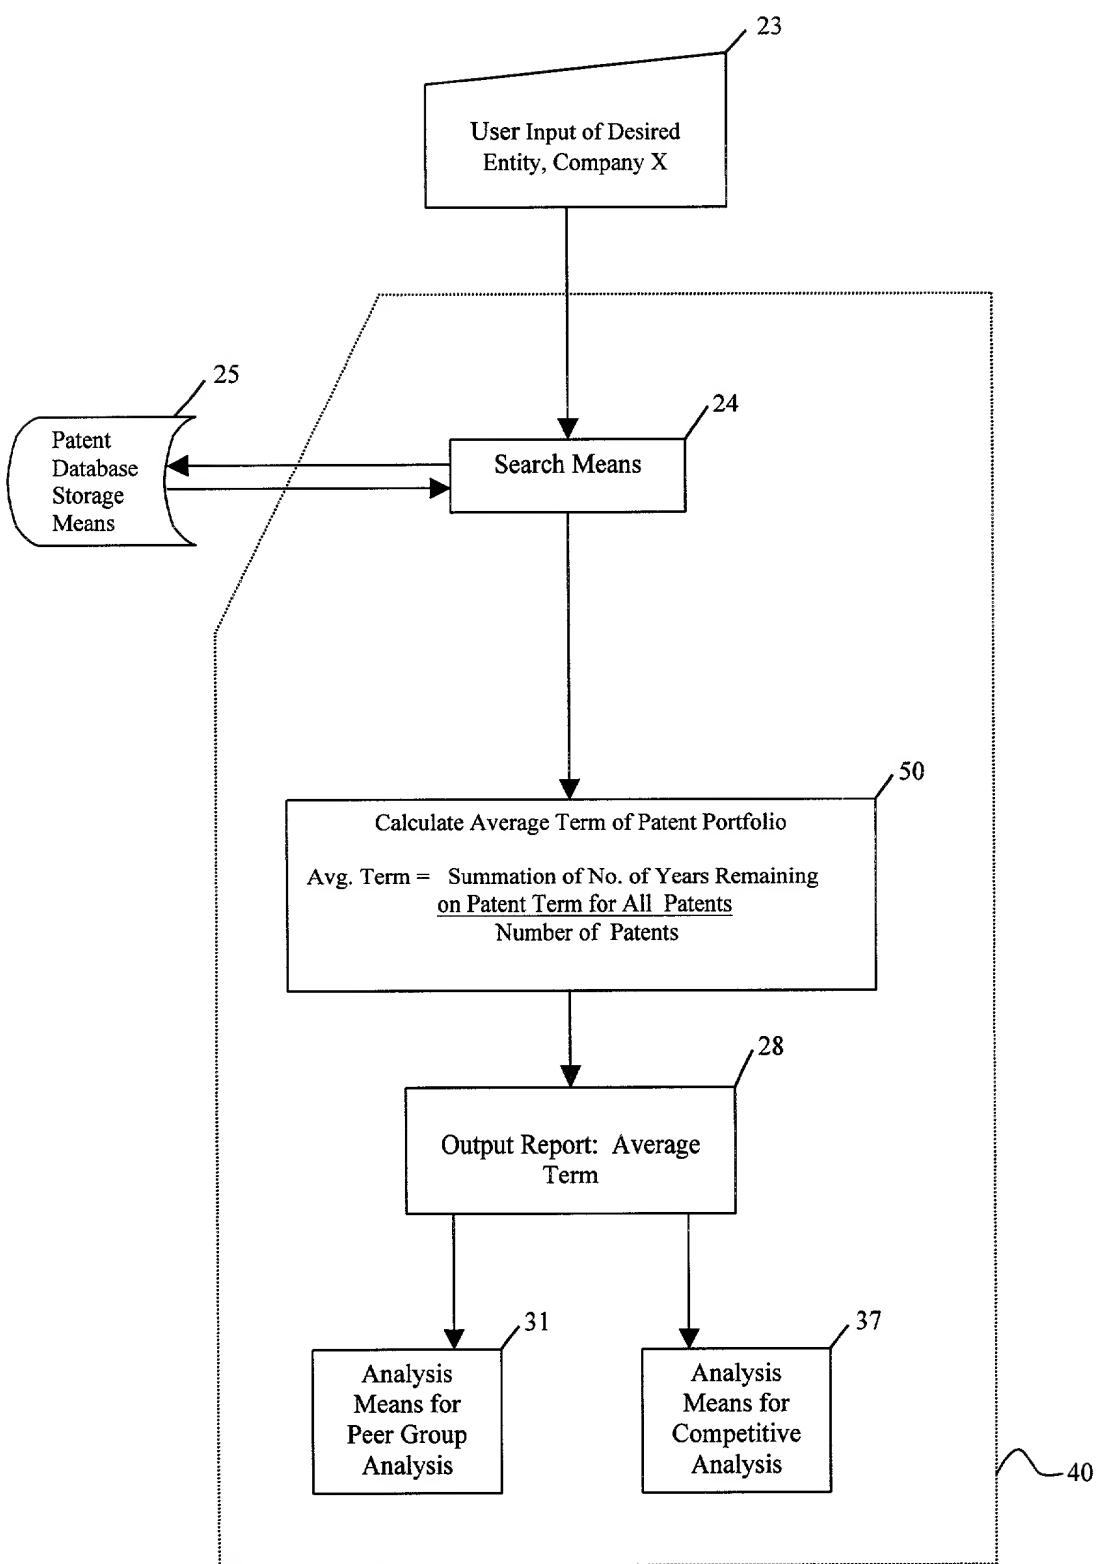 23
User Input of Desired
Entity, Company X
25
Patent
Database
Storage
Means
24
Search Means
50
Calculate Average Term of Patent Portfolio
Avg. Term = Summation of No. of Years Remaining
on Patent Term for All Patents
Number of Patents
28
Output Report: Average
Term
31
Analysis
Means for
Peer Group
Analysis
37
Analysis
Means for
Competitive
Analysis
40